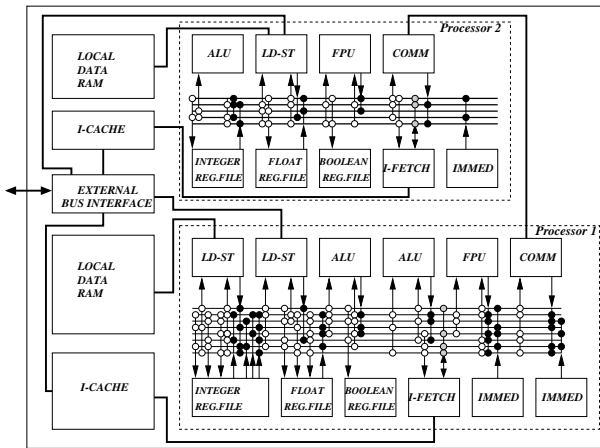 Processor 2
LOCAL
DATA
RAM
ALU
LD-ST
FPU
COMM
I-CACHE
INTEGER
REG.FILE
FLOAT
REG.FILE
BOOLEAN
REG.FILE
I-FETCH
IMMED
EXTERNAL
BUS INTERFACE
Processor 1
LOCAL
DATA
RAM
LD-ST
LD-ST
ALU
ALU
FPU
COMM
I-CACHE
INTEGER
REG.FILE
FLOAT
REG.FILE
BOOLEAN
REG.FILE
I-FETCH
IMMED
IMMED